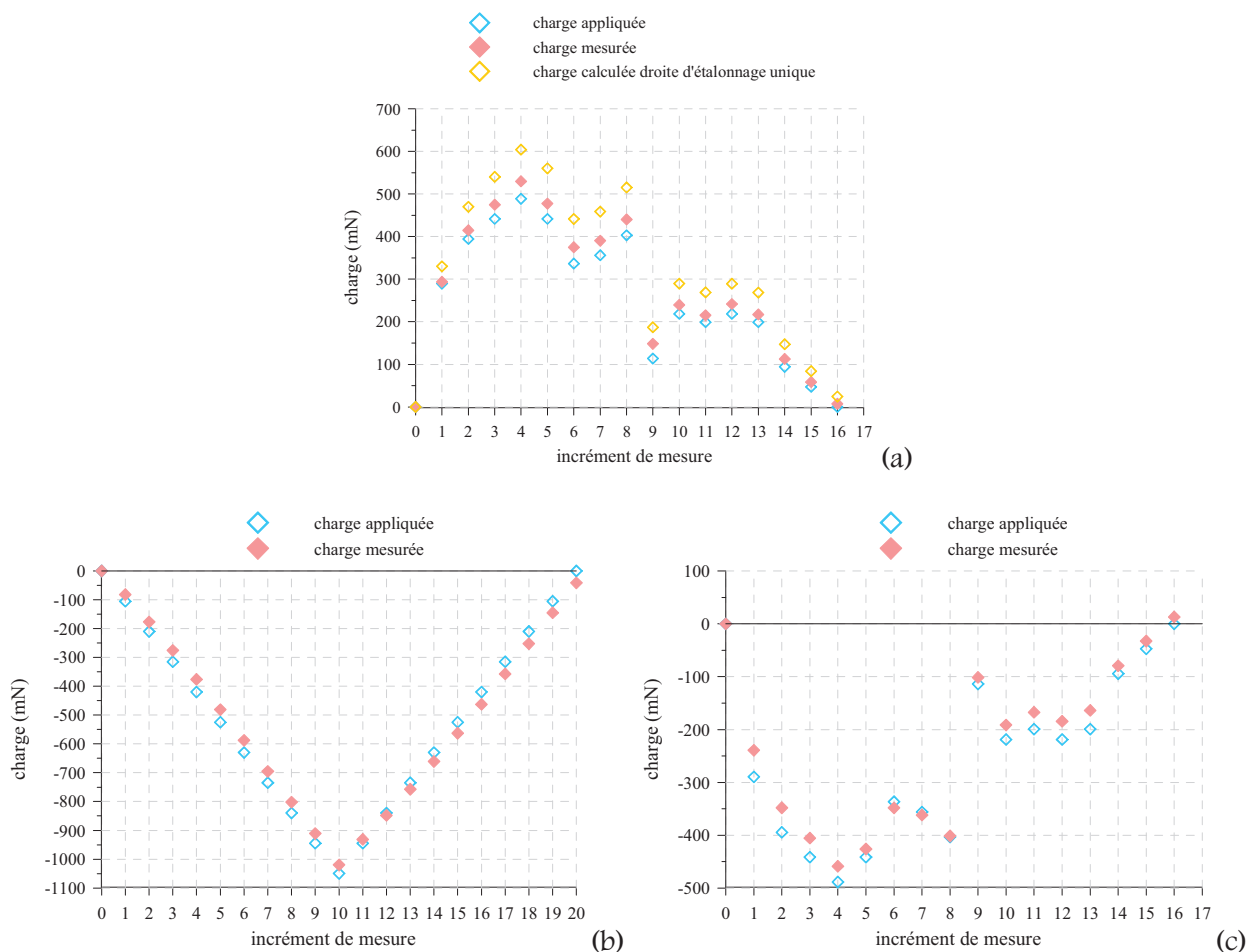 charge appliquée
charge mesurée
charge calculée droite d'étalonnage unique
700
600
500
400
300
200
100
0
charge (mN)
0 1 2 3 4 5 6 7 8 9 10 11 12 13 14 15 16 17
incrément de mesure
(a)
charge appliquée
charge mesurée
0
-100
-200
-300
-400
-500
-600
-700
-800
-900
-1000
-1100
charge (mN)
0 1 2 3 4 5 6 7 8 9 10 11 12 13 14 15 16 17 18 19 20
incrément de mesure
(b)
charge appliquée
charge mesurée
100
0
-100
-200
-300
-400
-500
charge (mN)
0 1 2 3 4 5 6 7 8 9 10 11 12 13 14 15 16 17
incrément de mesure
(c)